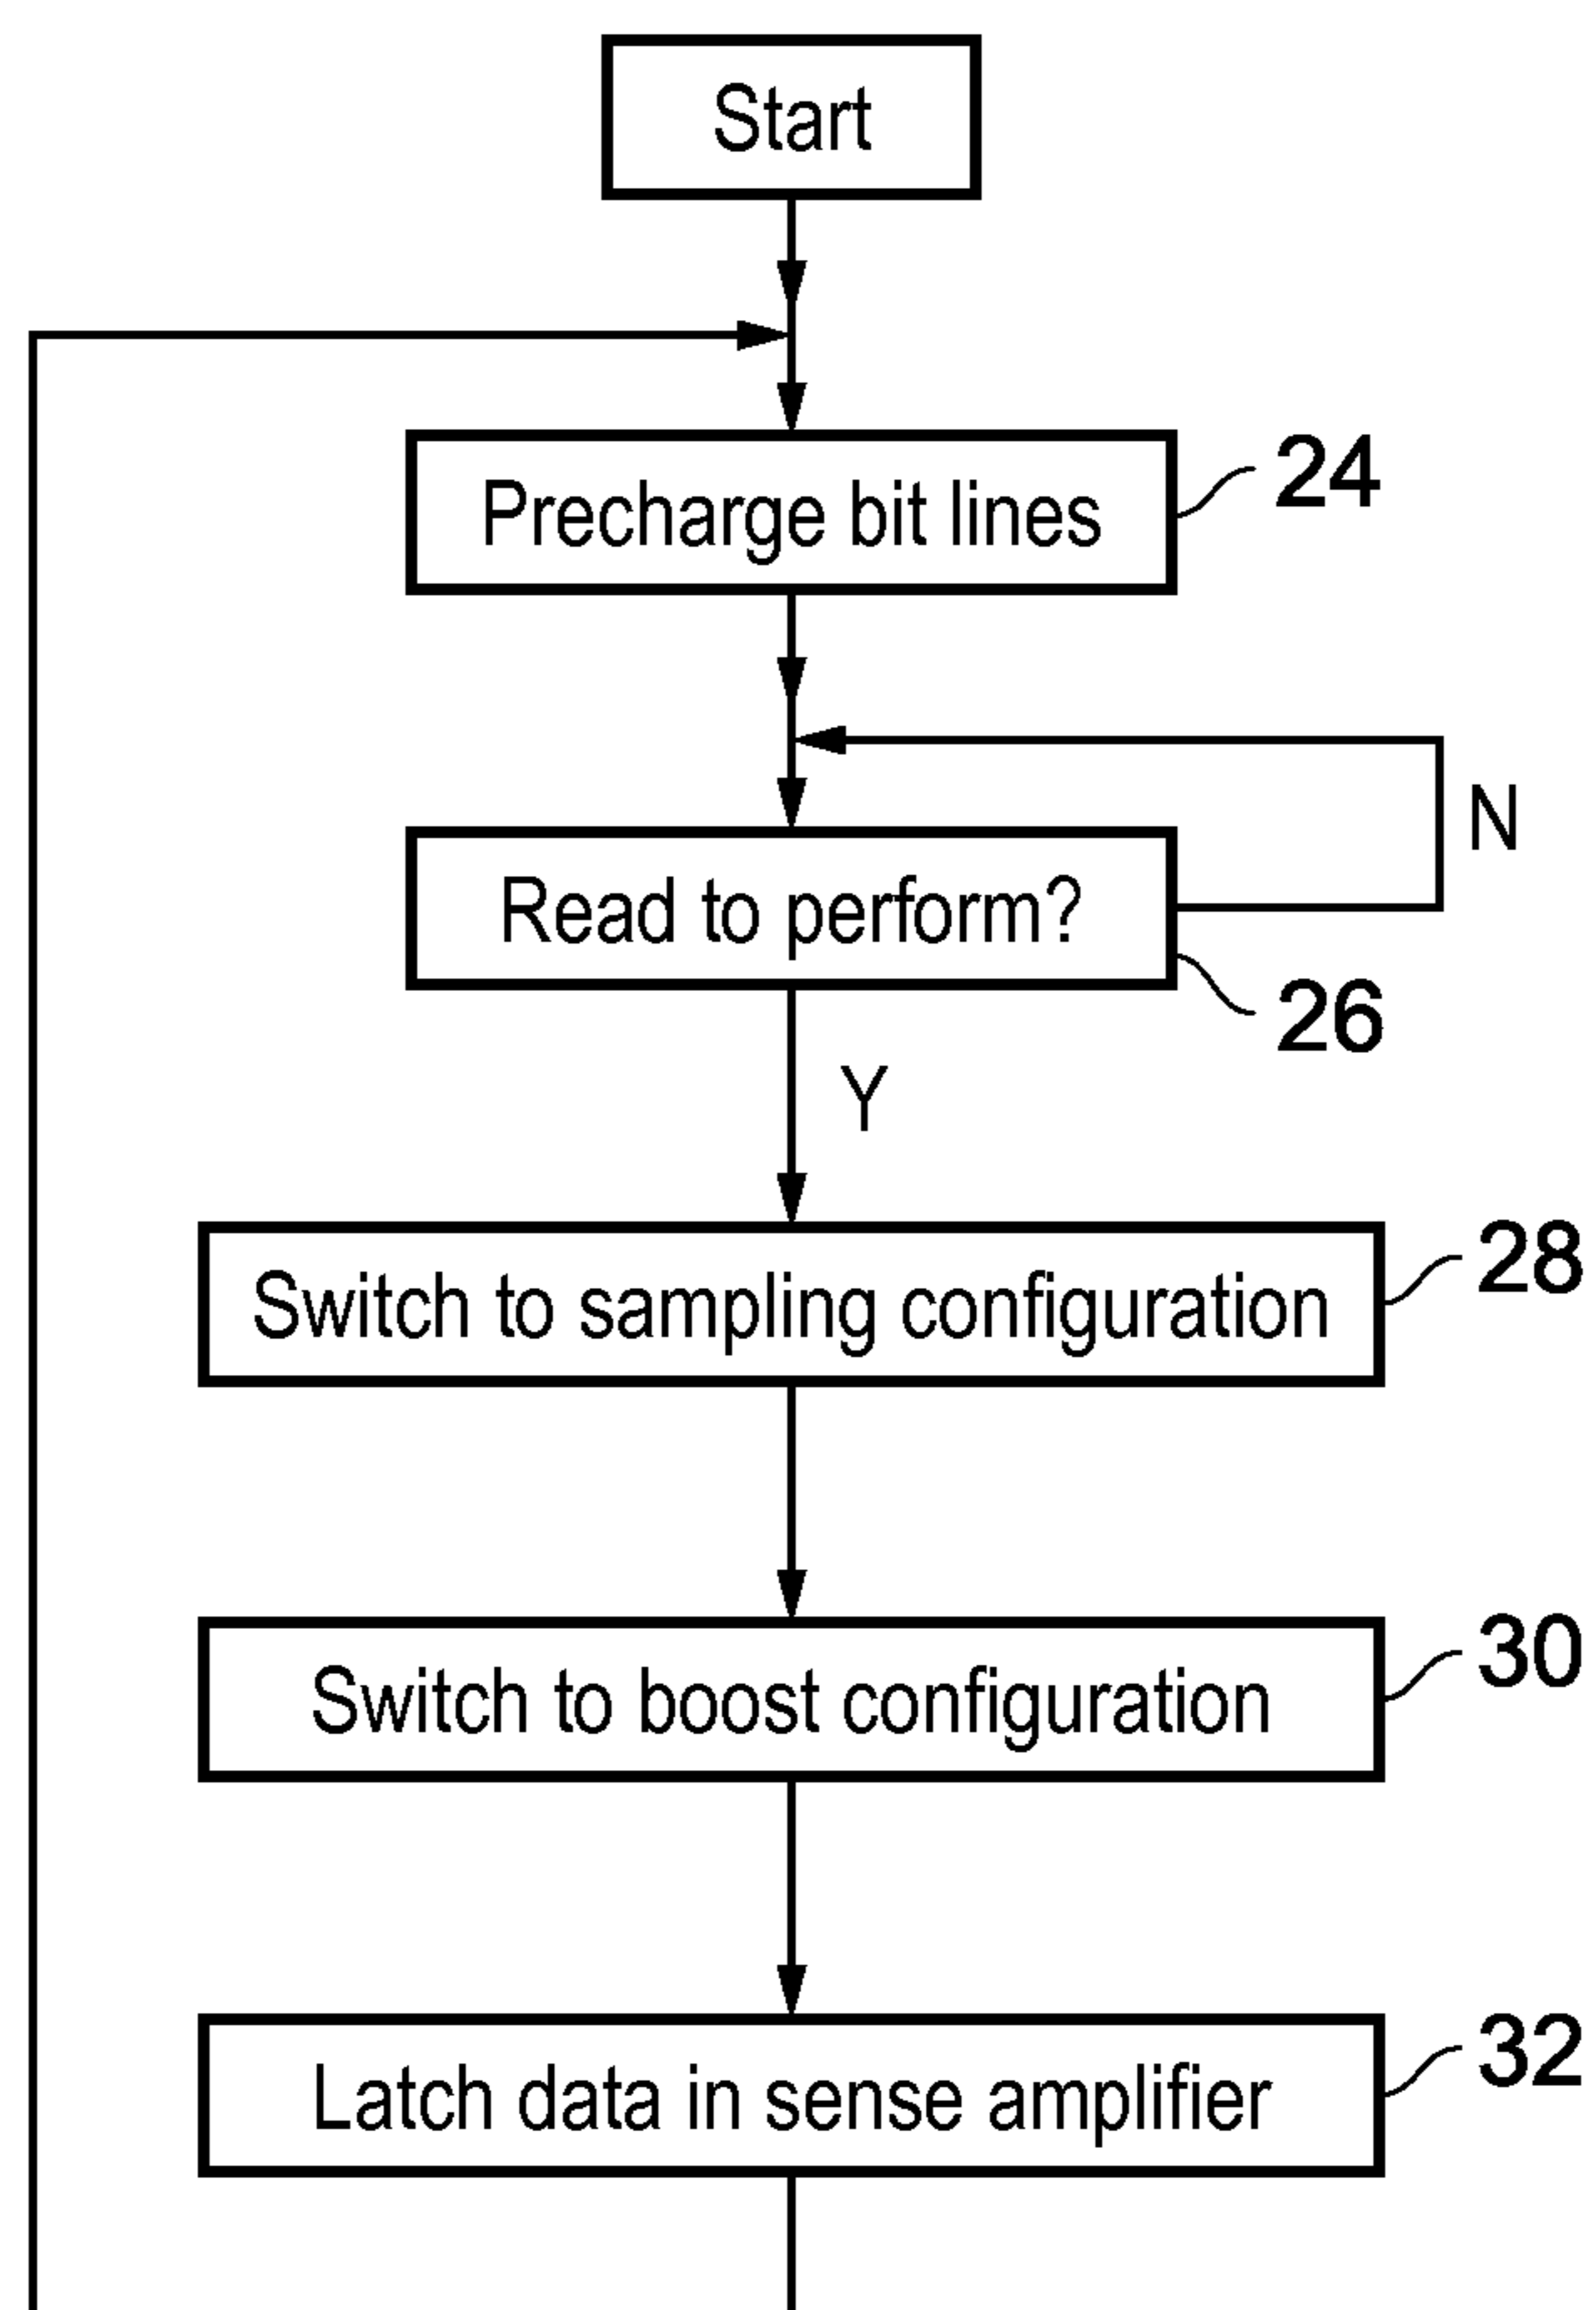 Start
Precharge bit lines
24
N
Read to perform?
26
Y
Switch to sampling configuration
28
Switch to boost configuration
30
Latch data in sense amplifier
32